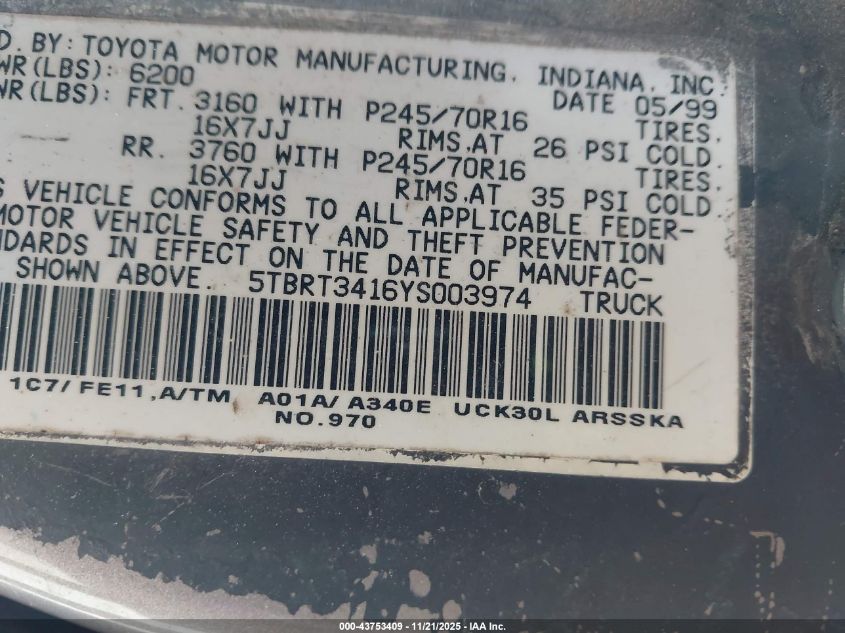 D. BY: TOYOTA MOTOR MANUFACTURING, INDIANA, INC.
WR (LBS): 6200 DATE 05/99
WR (LBS): FRT. 3160 WITH P245/70R16 TIRES,
16X7JJ RIMS, AT 26 PSI COLD.
RR. 3760 WITH P245/70R16 TIRES,
16X7JJ RIMS, AT 35 PSI COLD
S VEHICLE CONFORMS TO ALL APPLICABLE FEDER-
MOTOR VEHICLE SAFETY AND THEFT PREVENTION
NDARDS IN EFFECT ON THE DATE OF MANUFAC-
SHOWN ABOVE. 5TBRT3416YS003974 TRUCK
1C7/ FE11, A/TM A01A/ A340E UCK30L ARSSKA
NO.970
000-43753409 - 11/21/2025 - IAA Inc.